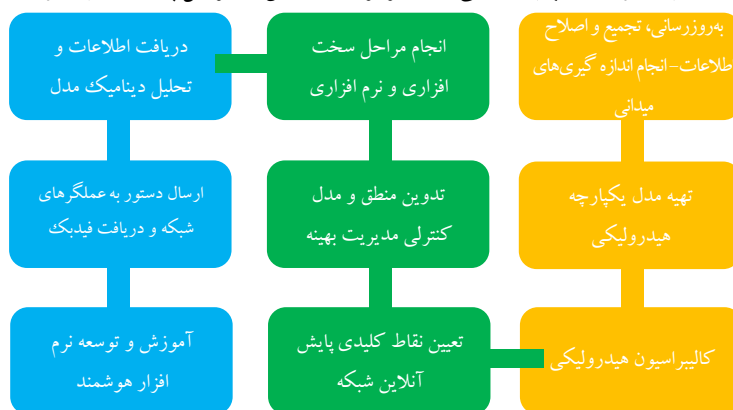 به‌روزرسانی، تجمیع و اصلاح
طلاعات- انجام اندازه گیری‌های
میدانی
تهیه مدل یکپارچه
هیدرولیکی
کالیبراسیون هیدرولیکی
انجام مراحل سخت
افزاری و نرم افزاری
تدوین منطق و مدل
کنترلی مدیریت بهینه
تعیین نقاط کلیدی پایش
آنلاین شبکه
دریافت اطلاعات و
تحلیل دینامیک مدل
ارسال دستور به عملگرهای
شبکه و دریافت فیدبک
آموزش و توسعه نرم
افزار هوشمند